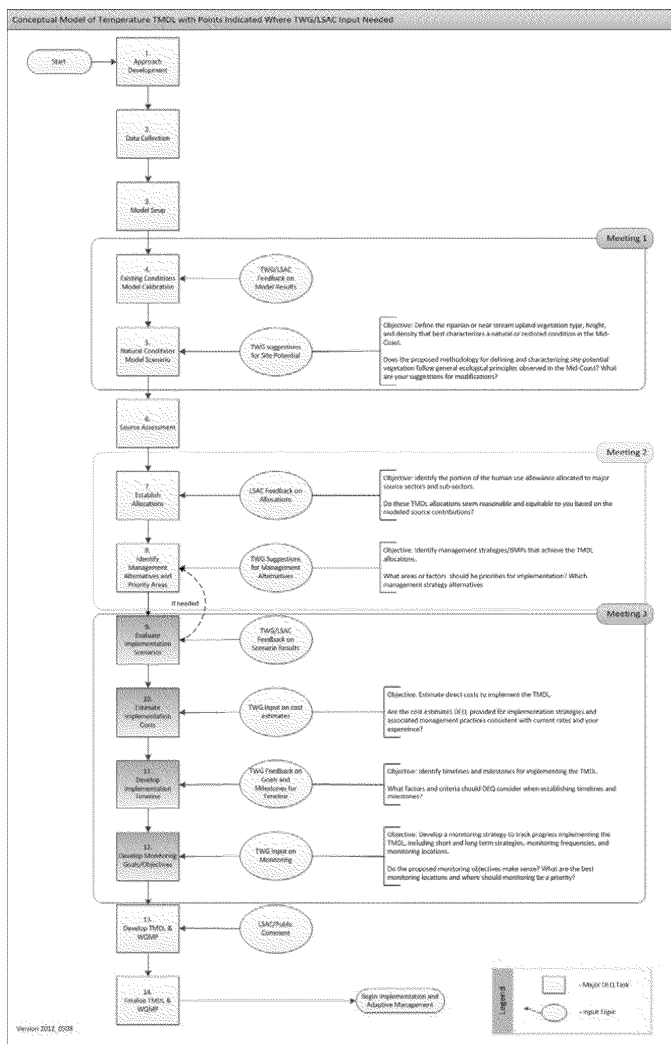 Conceptual Model of Temperature TMDL with Points Indicated Where TWG/LSAC Input Needed
Start
1.
Approach
Development
2.
Data Collection
3.
Model Setup
Meeting 1
4.
Existing Conditions
Model Calibration
TWG/LSAC
Feedback on
Model Results
5.
Natural Conditions
Model Scenario
TWG suggestions
for Site Potential
Objective: Define the riparian or near stream upland vegetation type, height,
and density that best characterizes a natural or restored condition in the Mid-
Coast.
Does the proposed methodology for defining and characterizing site-potential
vegetation follow general ecological principles observed in the Mid-Coast? What
are your suggestions for modifications?
6.
Source Assessment
Meeting 2
7.
Establish
Allocations
LSAC Feedback on
Allocations
Objective: Identify the portion of the human use allowance allocated to major
source sectors and sub-sectors.
Do these TMDL allocations seem reasonable and equitable to you based on the
modeled source contributions?
8.
Identify
Management
Alternatives and
Priority Areas
TWG Suggestions
for Management
Alternatives
Objective: Identify management strategies/BMPs that achieve the TMDL
allocations.
What areas or factors should be priorities for implementation? Which
management strategy alternatives
If needed
Meeting 3
9.
Evaluate
Implementation
Scenarios
TWG/LSAC
Feedback on
Scenario Results
10.
Estimate
Implementation
Costs
TWG Input on cost
estimates
Objective: Estimate direct costs to implement the TMDL.
Are the cost estimates DEQ provided for implementation strategies and
associated management practices consistent with current rates and your
experience?
11.
Develop
Implementation
Timeline
TWG Feedback on
Goals and
Milestones for
Timeline
Objective: Identify timelines and milestones for implementing the TMDL.
What factors and criteria should DEQ consider when establishing timelines and
milestones?
12.
Develop Monitoring
Goals/Objectives
TWG Input on
Monitoring
Objective: Develop a monitoring strategy to track progress implementing the
TMDL, including short and long term strategies, monitoring frequencies, and
monitoring locations.
Do the proposed monitoring objectives make sense? What are the best
monitoring locations and where should monitoring be a priority?
13.
Develop TMDL &
WQMP
LSAC/Public
Comment
14.
Finalize TMDL &
WQMP
Begin Implementation and
Adaptive Management
Legend
- Major DEQ Task
- Input Topic
Version 2012_0508